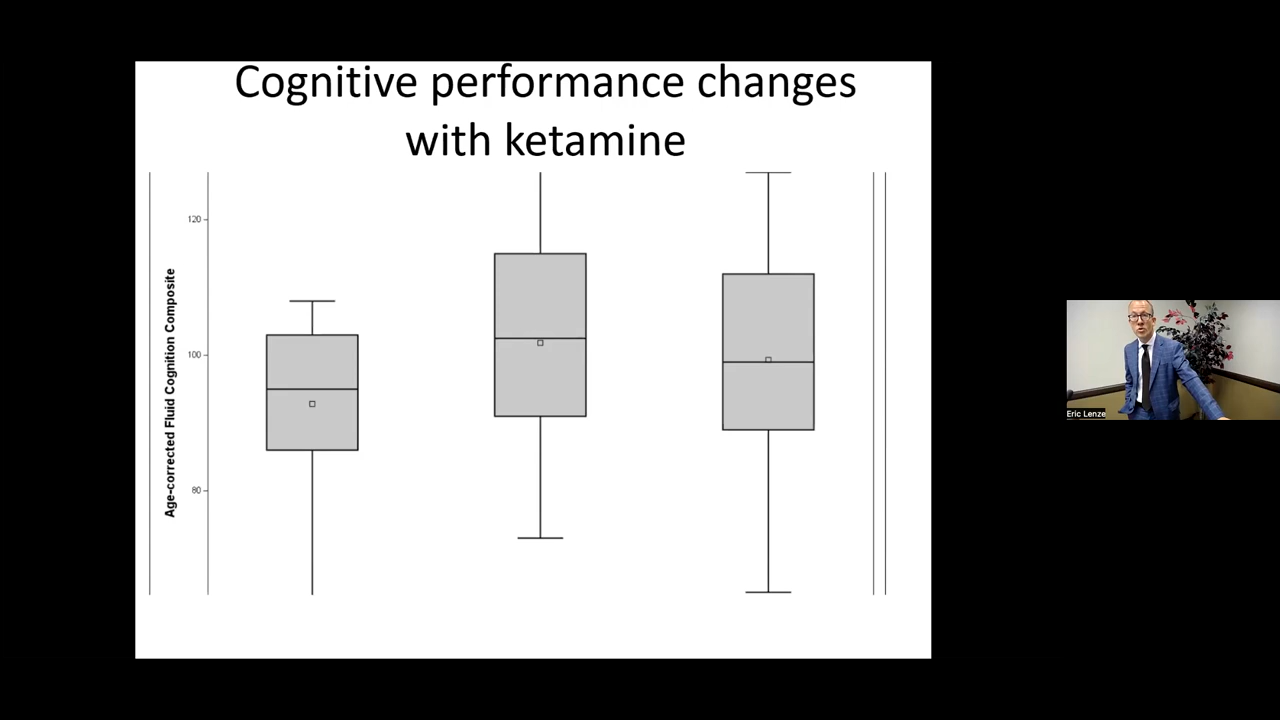 Cognitive performance changes
with ketamine
Age-corrected Fluid Cognition Composite
120
100
80
Eric Lenze